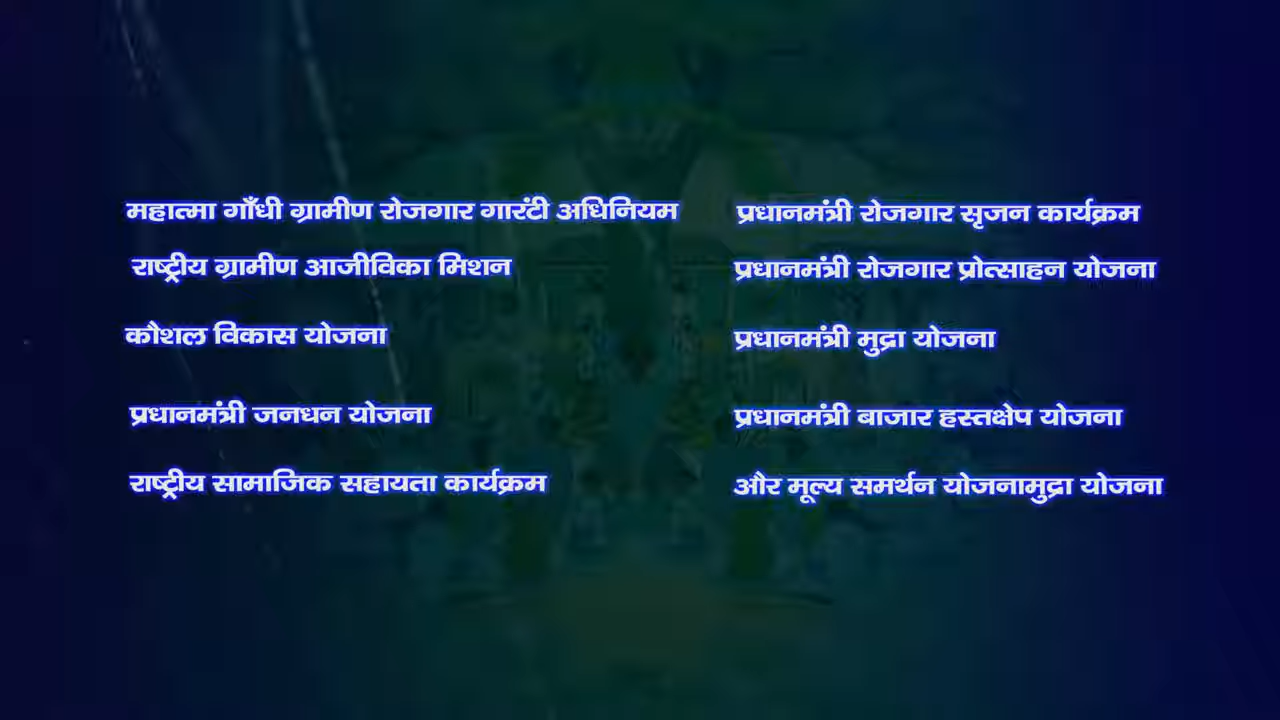 महात्मा गाँधी ग्रामीण रोजगार गारंटी अधिनियम
राष्ट्रीय ग्रामीण आजीविका मिशन
कौशल विकास योजना
प्रधानमंत्री जनधन योजना
राष्ट्रीय सामाजिक सहायता कार्यक्रम
प्रधानमंत्री रोजगार सृजन कार्यक्रम
प्रधानमंत्री रोजगार प्रोत्साहन योजना
प्रधानमंत्री मुद्रा योजना
प्रधानमंत्री बाजार हस्तक्षेप योजना
और मूल्य समर्थन योजनामुद्रा योजना